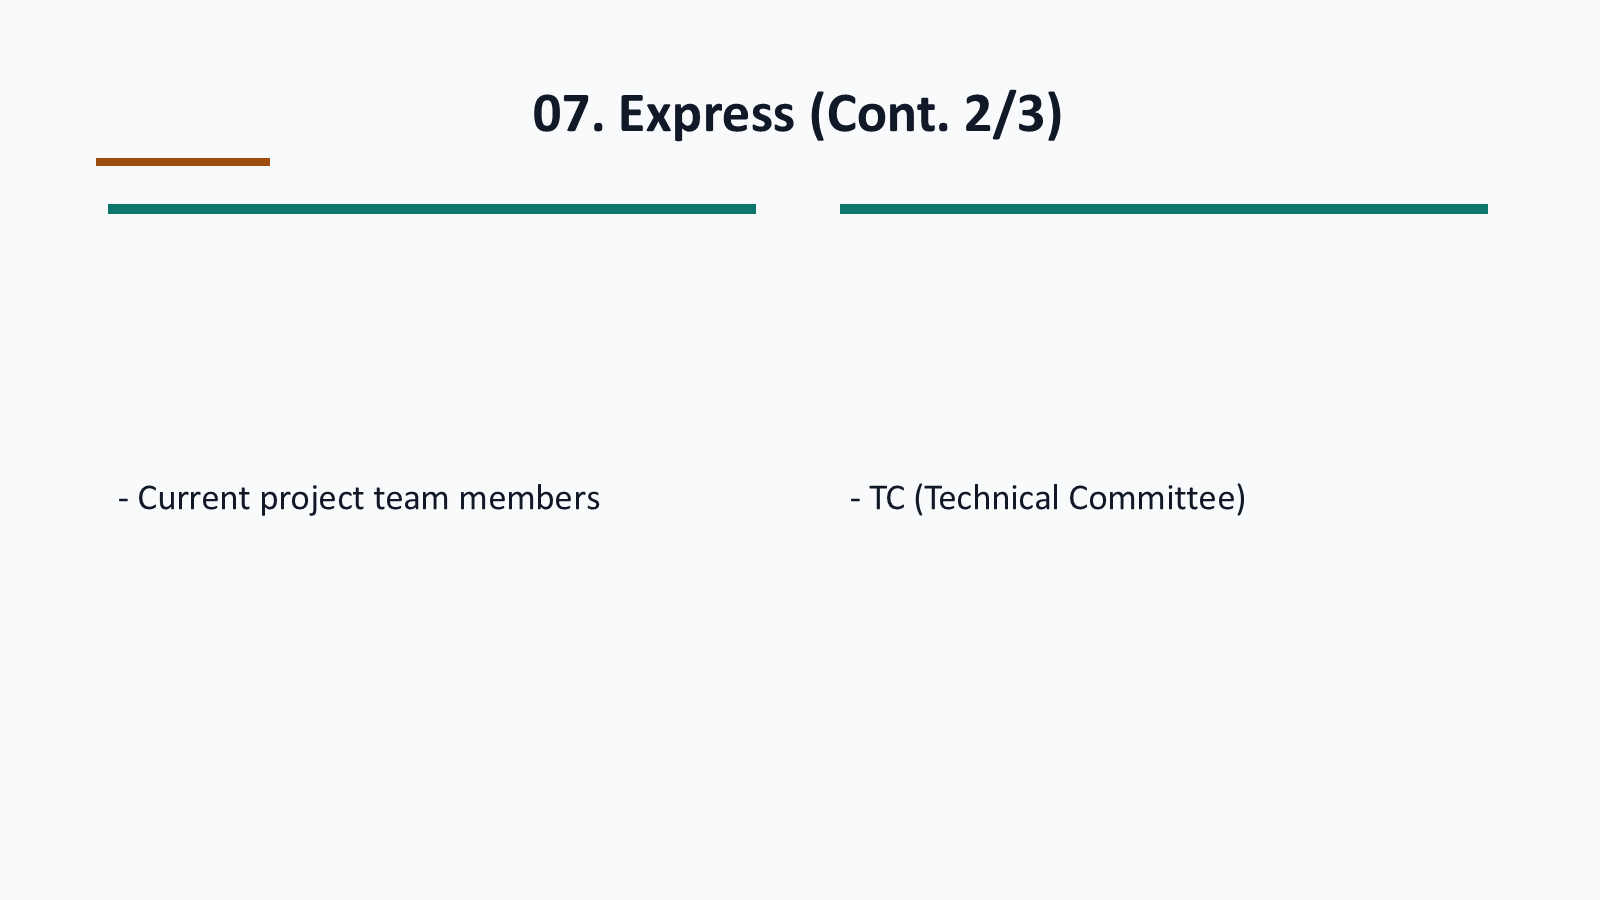 07. Express (Cont. 2/3)
- Current project team members
- TC (Technical Committee)